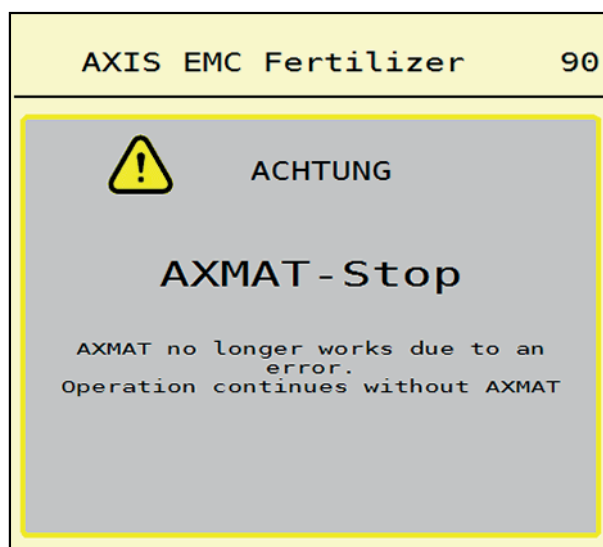 AXIS EMC Fertilizer 90
ACHTUNG
AXMAT-Stop
AXMAT no longer works due to an
error.
Operation continues without AXMAT